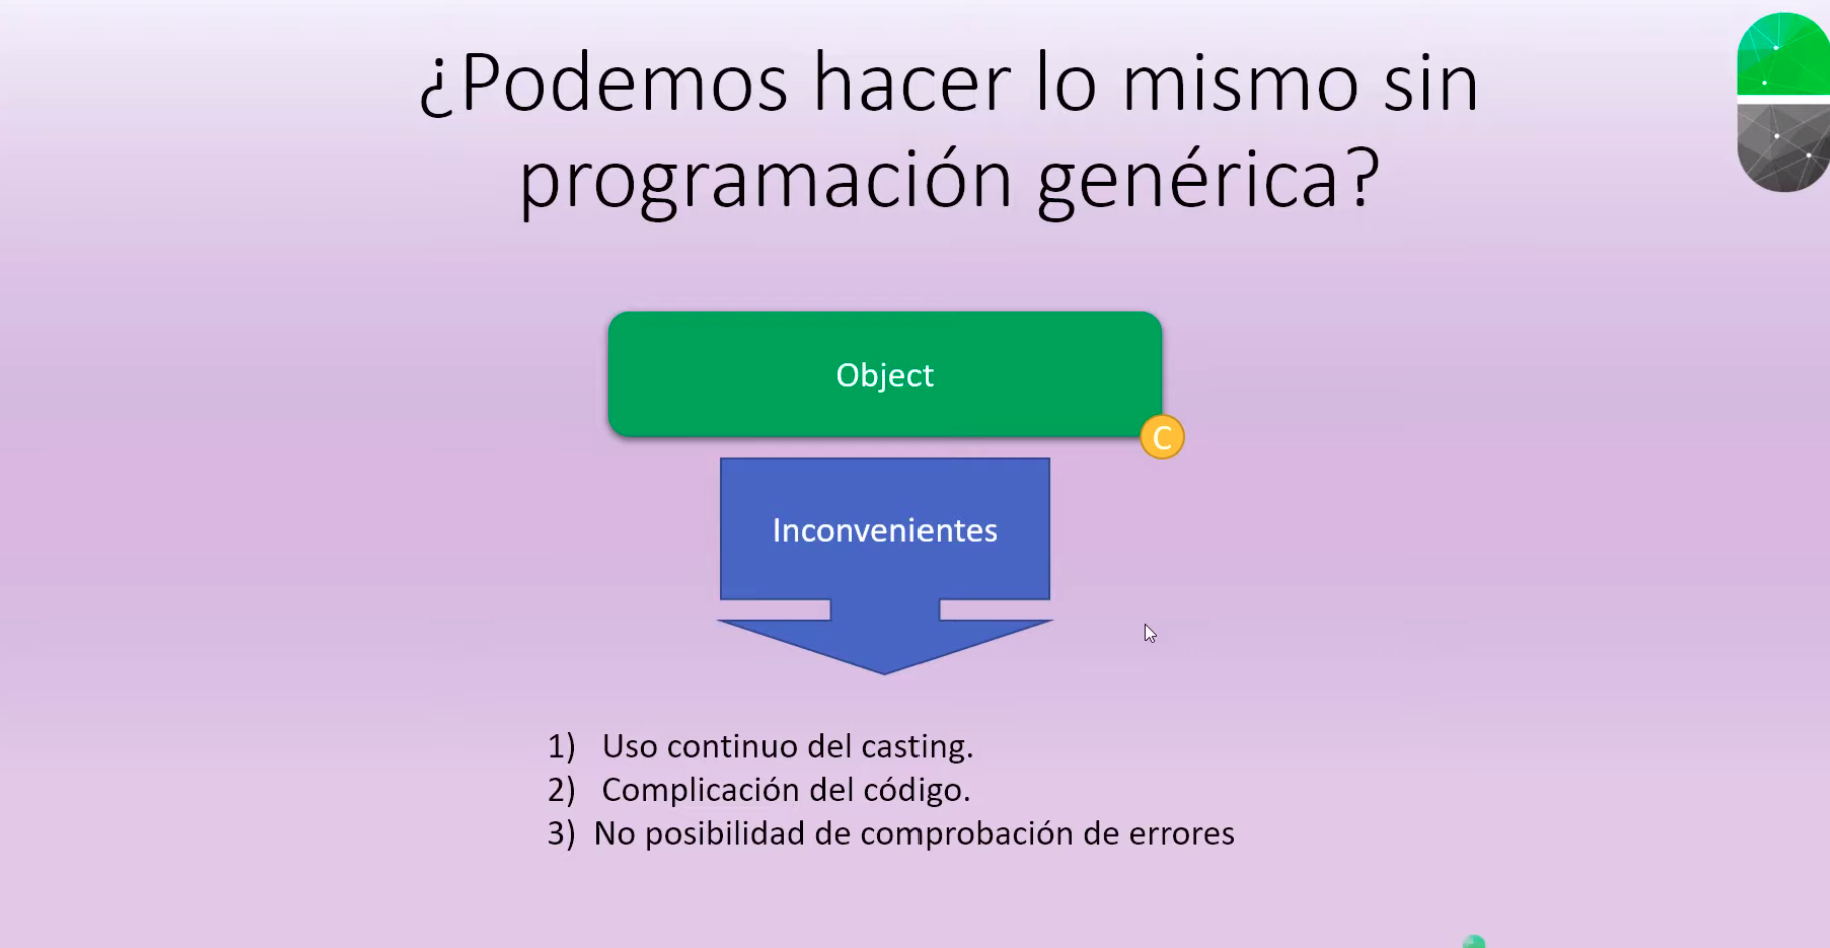 ¿Podemos hacer lo mismo sin
programación genérica?
Object
C
Inconvenientes
1) Uso continuo del casting.
2) Complicación del código.
3) No posibilidad de comprobación de errores